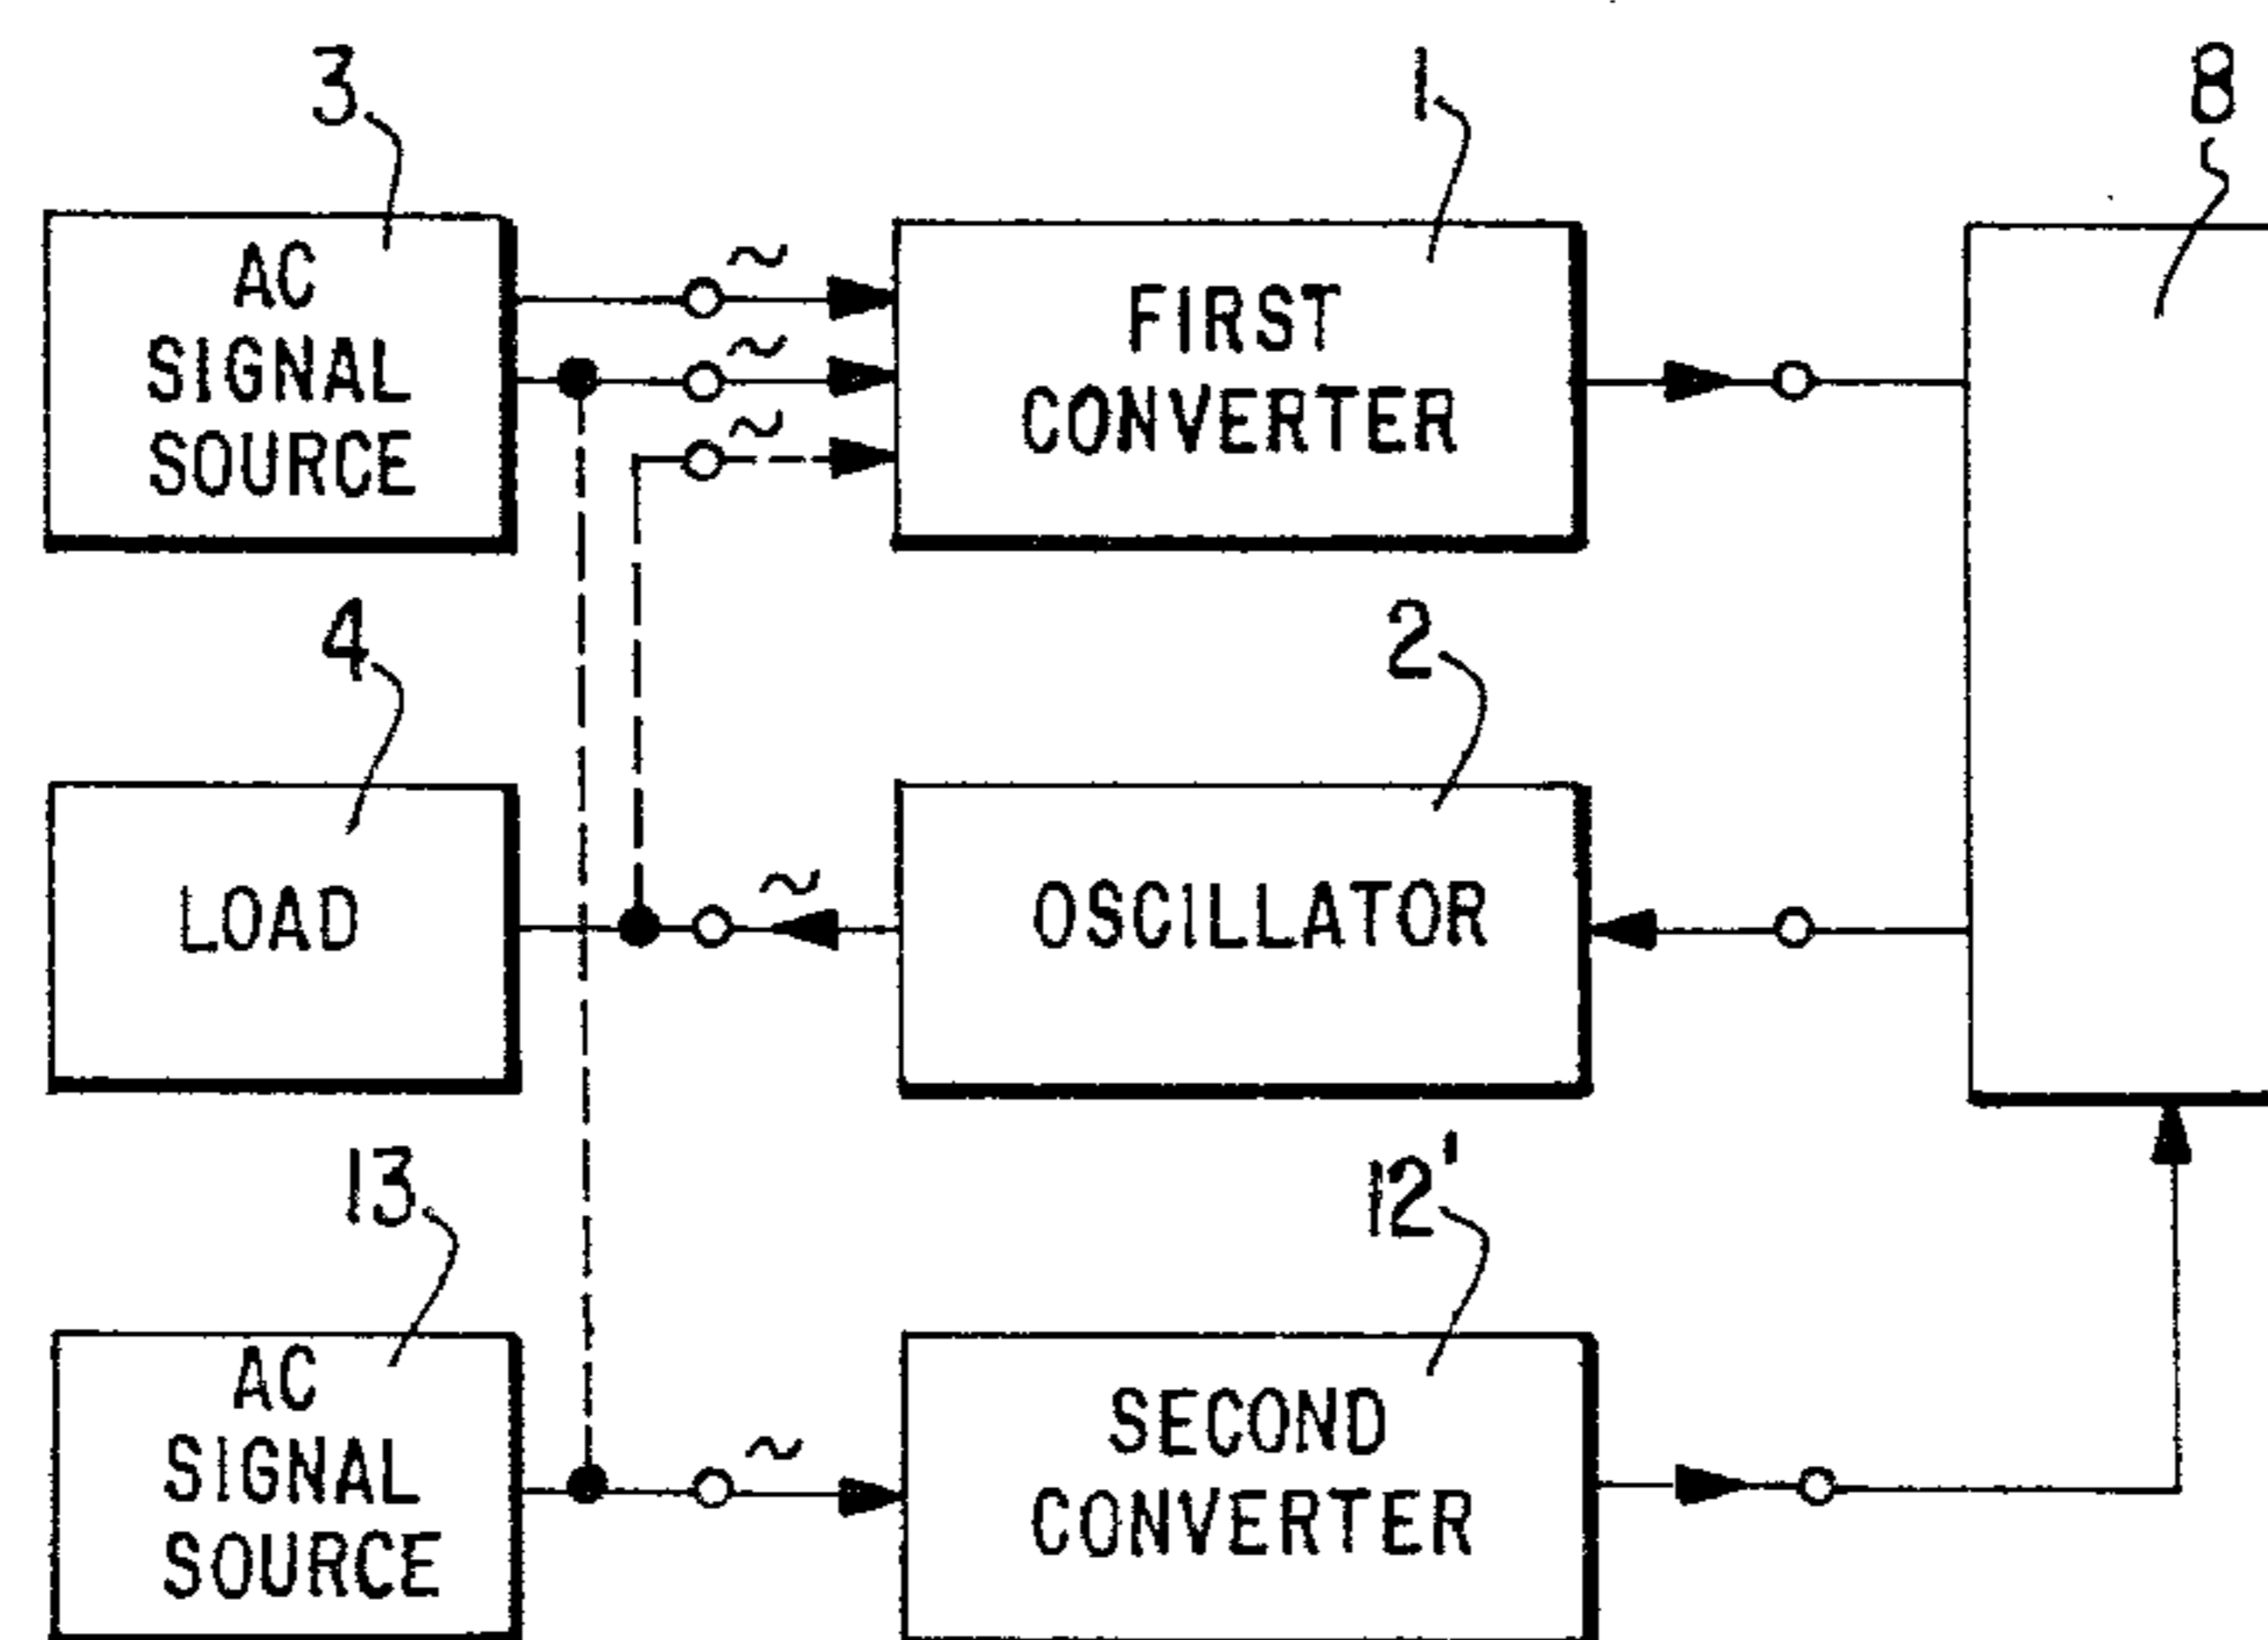 3
1
8
AC
SIGNAL
SOURCE
~
~
~
FIRST
CONVERTER
4
2
LOAD
~
OSCILLATOR
13
12'
AC
SIGNAL
SOURCE
~
SECOND
CONVERTER